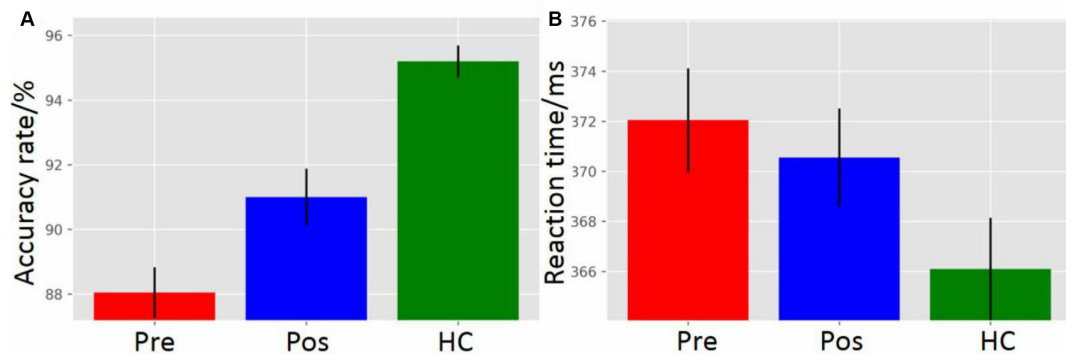 A
Accuracy rate/%
96
94
92
90
88
Pre Pos HC
B
Reaction time/ms
376
374
372
370
368
366
Pre Pos HC